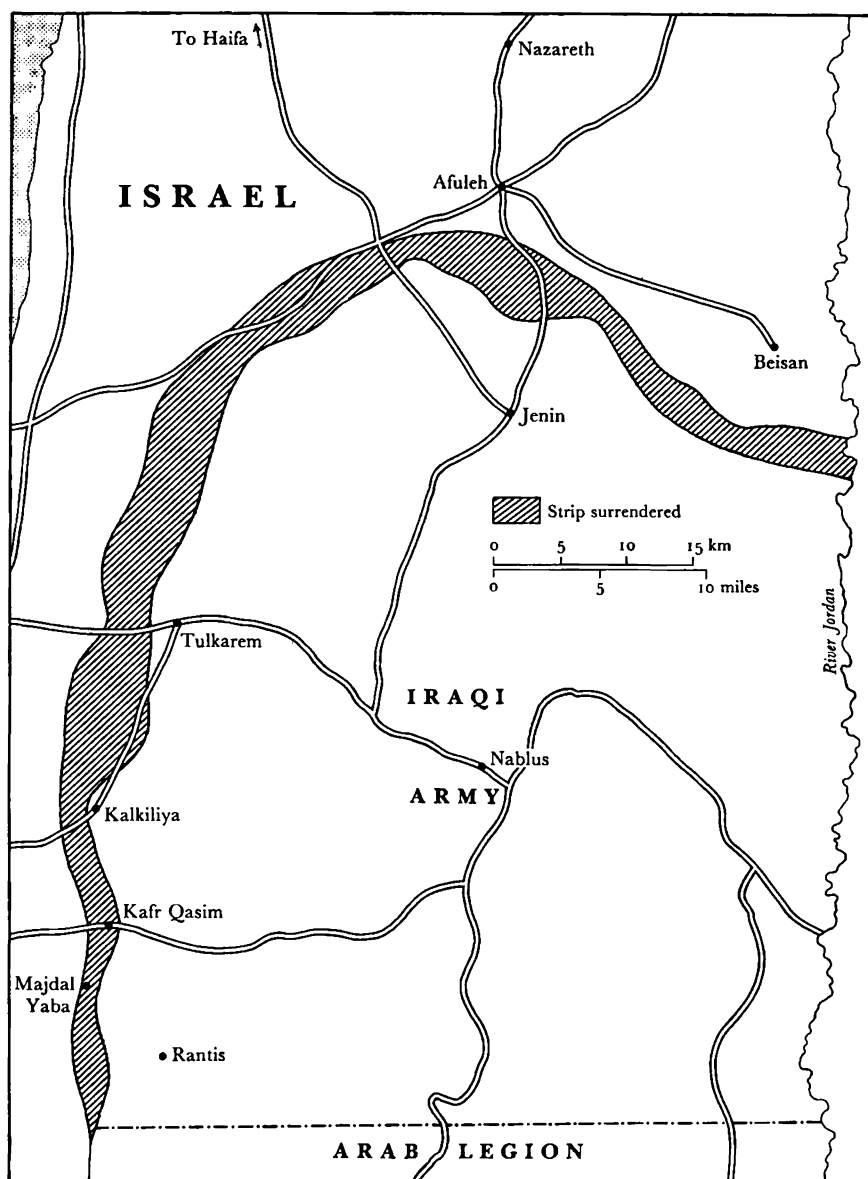 To Haifa
Nazareth
Afuleh
ISRAEL
Beisan
Jenin
Strip surrendered
0 5 10 15 km
0 5 10 miles
River Jordan
Tulkarem
IRAQI
Nablus
ARMY
Kalkiliya
Kafr Qasim
Majdal
Yaba
Rantis
ARAB LEGION